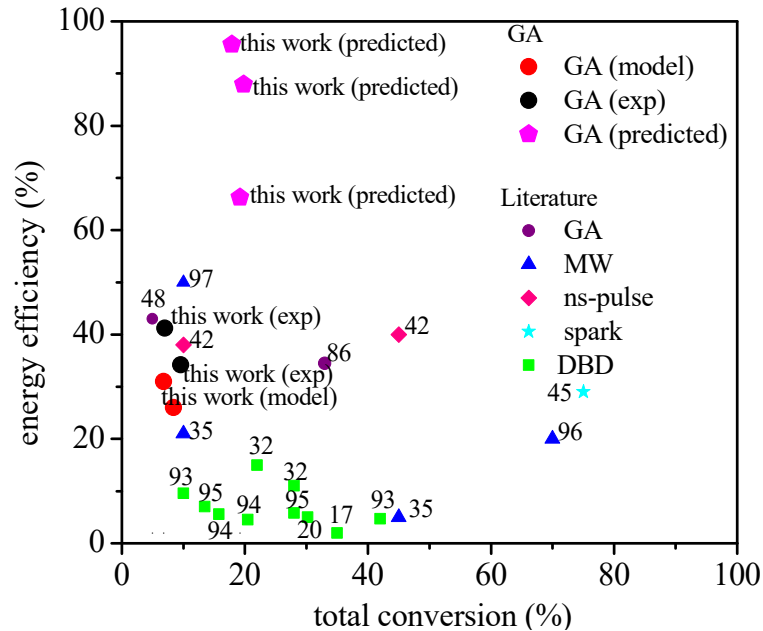 100
80
60
40
20
0
0
20
40
60
80
100
energy efficiency (%)
total conversion (%)
this work (predicted)
this work (predicted)
this work (predicted)
GA
GA (model)
GA (exp)
GA (predicted)
Literature
GA
MW
ns-pulse
spark
DBD
97
48
this work (exp)
42
42
86
this work (exp)
this work (model)
45
35
96
32
93
32
95
94
95
93
94
20
17
35